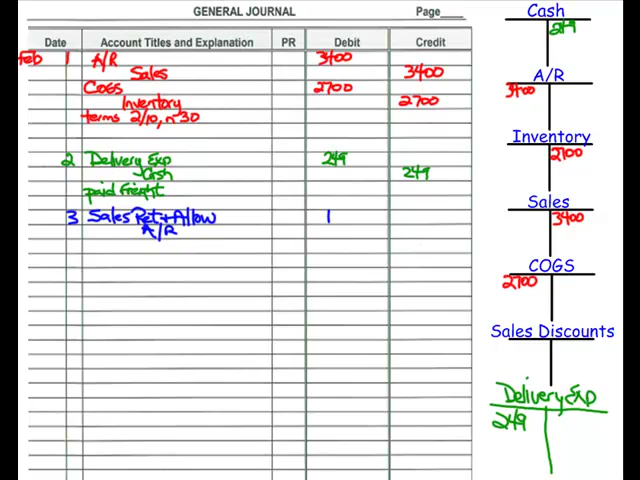 GENERAL JOURNAL Page____
Date Account Titles and Explanation PR Debit Credit
Feb 1 A/R 3400
Sales 3400
COGS 2700
Inventory 2700
terms 2/10, n30
2 Delivery Exp 249
Cash 249
paid freight
3 Sales Ret + Allow 1
A/R
Cash
249
A/R
3400
Inventory
2700
Sales
3400
COGS
2700
Sales Discounts
Delivery Exp
249